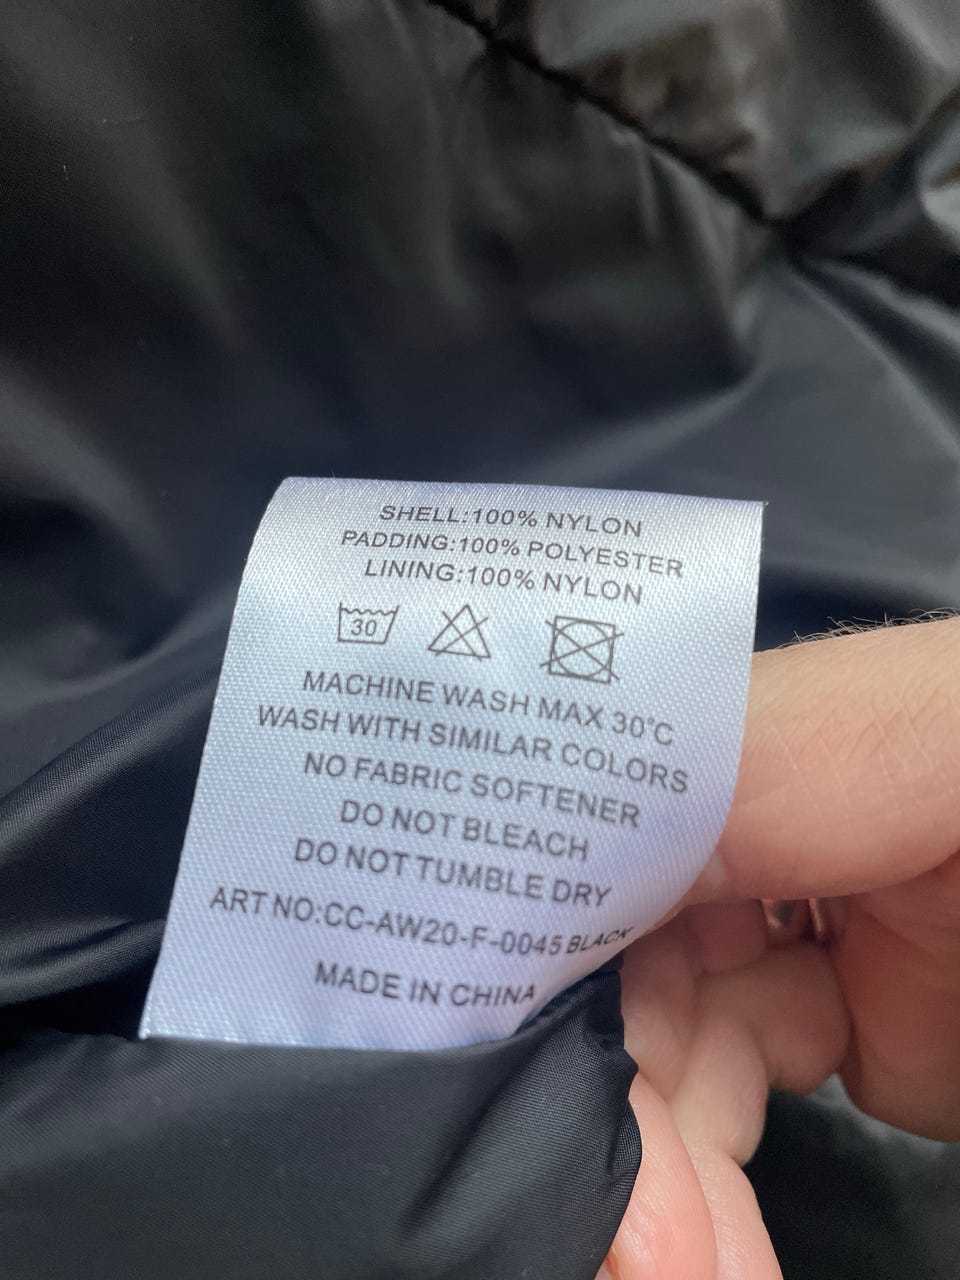 SHELL:100% NYLON
PADDING:100% POLYESTER
LINING:100% NYLON
30
MACHINE WASH MAX 30°C
WASH WITH SIMILAR COLORS
NO FABRIC SOFTENER
DO NOT BLEACH
DO NOT TUMBLE DRY
ART NO:CC-AW20-F-0045 BLACK
MADE IN CHINA